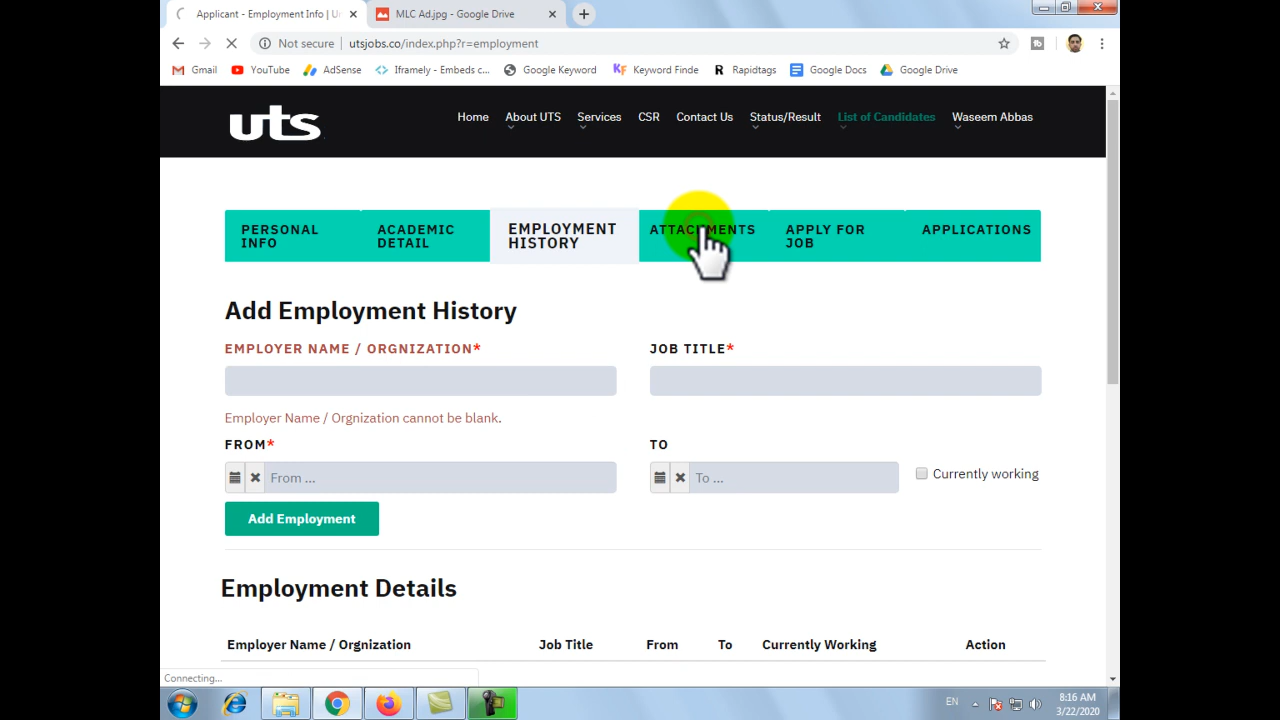 Applicant - Employment Info | U
MLC Ad.jpg - Google Drive
Not secure
utsjobs.co/index.php?r=employment
Gmail
YouTube
AdSense
Iframely - Embeds c...
Google Keyword
Keyword Finde
Rapidtags
Google Docs
Google Drive
uts
Home
About UTS
Services
CSR
Contact Us
Status/Result
List of Candidates
Waseem Abbas
PERSONAL
INFO
ACADEMIC
DETAIL
EMPLOYMENT
HISTORY
ATTACHMENTS
APPLY FOR
JOB
APPLICATIONS
Add Employment History
EMPLOYER NAME / ORGNIZATION*
JOB TITLE*
Employer Name / Orgnization cannot be blank.
FROM*
TO
From ...
To ...
Currently working
Add Employment
Employment Details
Employer Name / Orgnization
Job Title
From
To
Currently Working
Action
Connecting...
EN
8:16 AM
3/22/2020